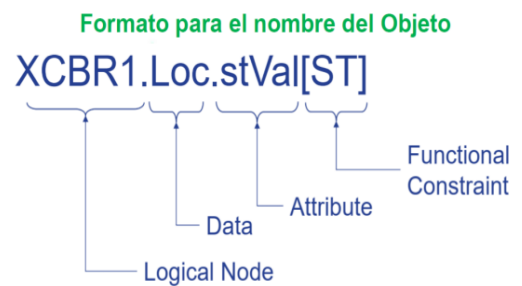 Formato para el nombre del Objeto
XCBR1.Loc.stVal[ST]
Functional
Constraint
Attribute
Data
Logical Node